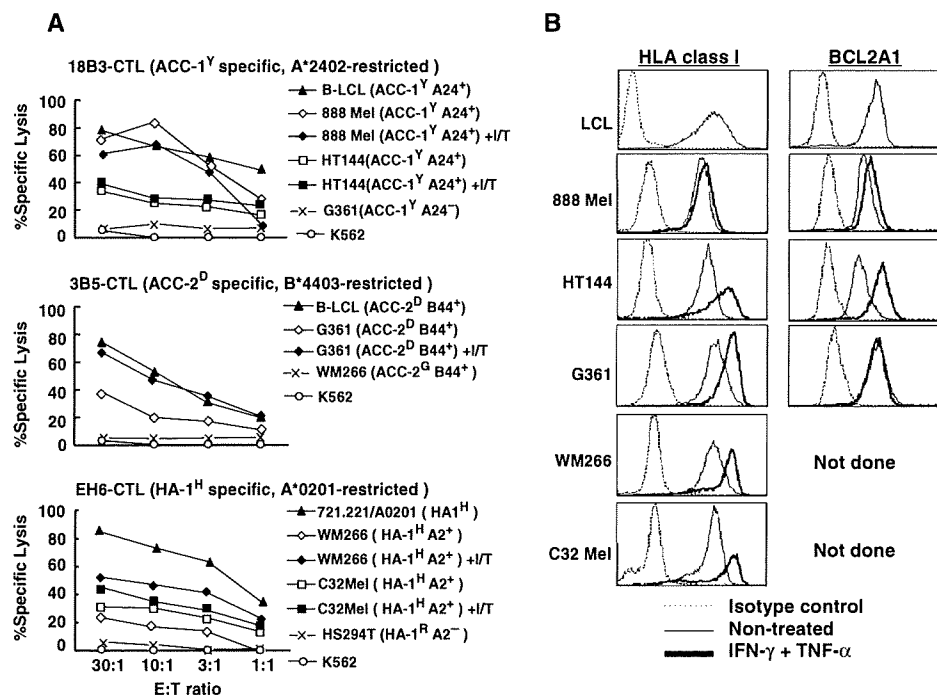 A
18B3-CTL (ACC-1Y specific, A*2402-restricted )
%Specific Lysis
100
80
60
40
20
0
B-LCL (ACC-1Y A24+)
888 Mel (ACC-1Y A24+)
888 Mel (ACC-1Y A24+) +I/T
HT144(ACC-1Y A24+)
HT144(ACC-1Y A24+) +I/T
G361(ACC-1Y A24−)
K562
3B5-CTL (ACC-2D specific, B*4403-restricted )
%Specific Lysis
100
80
60
40
20
0
B-LCL (ACC-2D B44+)
G361 (ACC-2D B44+)
G361 (ACC-2D B44+) +I/T
WM266 (ACC-2G B44+)
K562
EH6-CTL (HA-1H specific, A*0201-restricted )
%Specific Lysis
100
80
60
40
20
0
721.221/A0201 ( HA1H )
WM266 ( HA-1H A2+ )
WM266 ( HA-1H A2+ ) +I/T
C32Mel ( HA-1H A2+ )
C32Mel ( HA-1H A2+ ) +I/T
HS294T (HA-1R A2− )
K562
30:1 10:1 3:1 1:1
E:T ratio
B
HLA class I BCL2A1
LCL
888 Mel
HT144
G361
WM266 Not done
C32 Mel Not done
Isotype control
Non-treated
IFN-γ + TNF-α